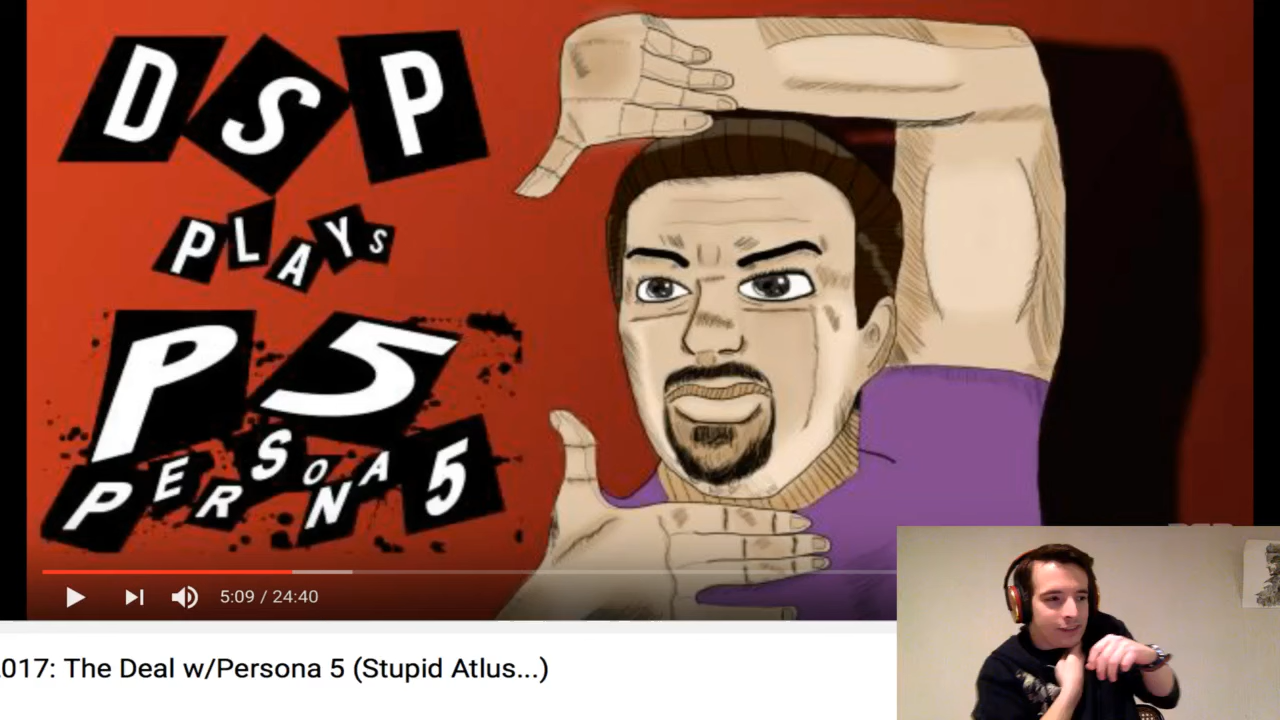 DSP
PLAYS
P5
PERSONA 5
5:09 / 24:40
017: The Deal w/Persona 5 (Stupid Atlus...)